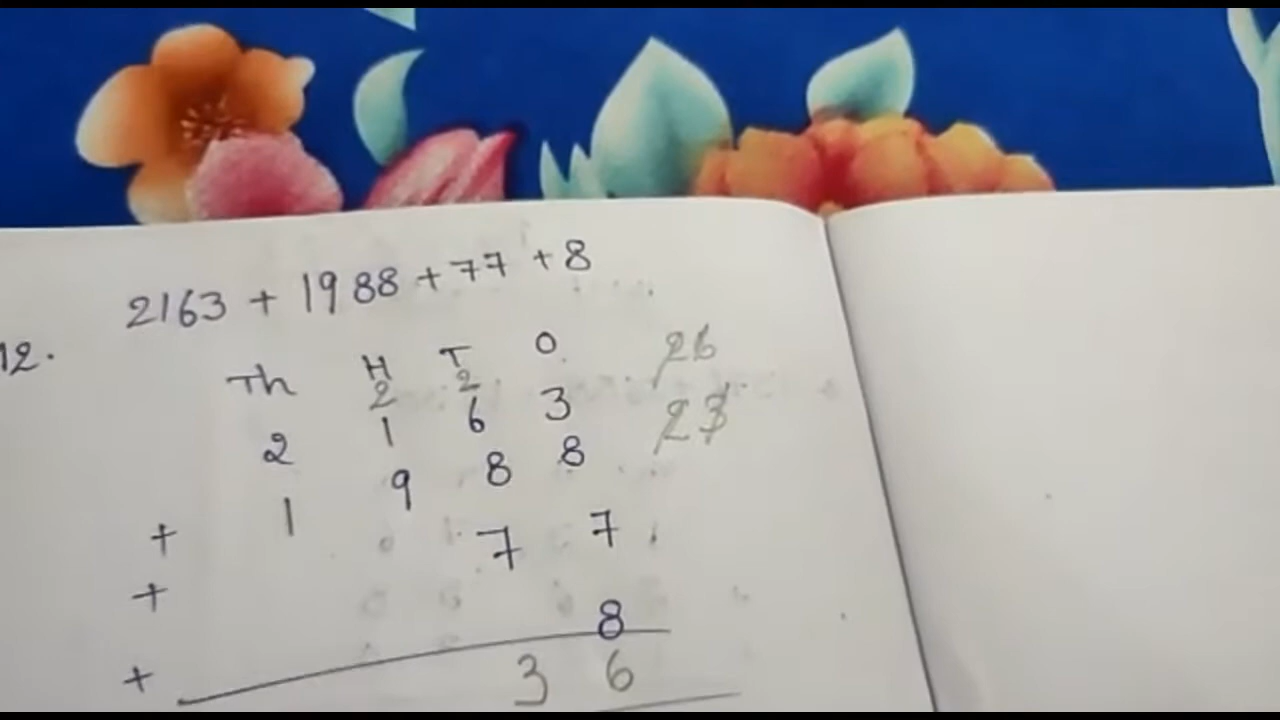 2163 + 1988 + 77 + 8
12.
Th H T O
2 2 26
2 1 6 3 23
+ 1 9 8 8
+ 7 7
+ 8
3 6